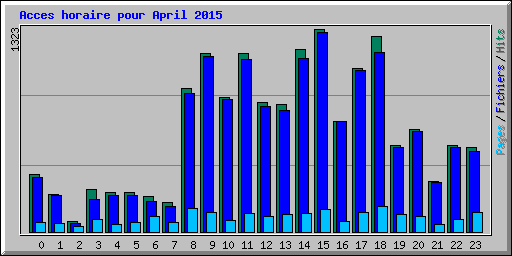 Acces horaire pour April 2015
1323
Pages / Fichiers / Hits
0 1 2 3 4 5 6 7 8 9 10 11 12 13 14 15 16 17 18 19 20 21 22 23